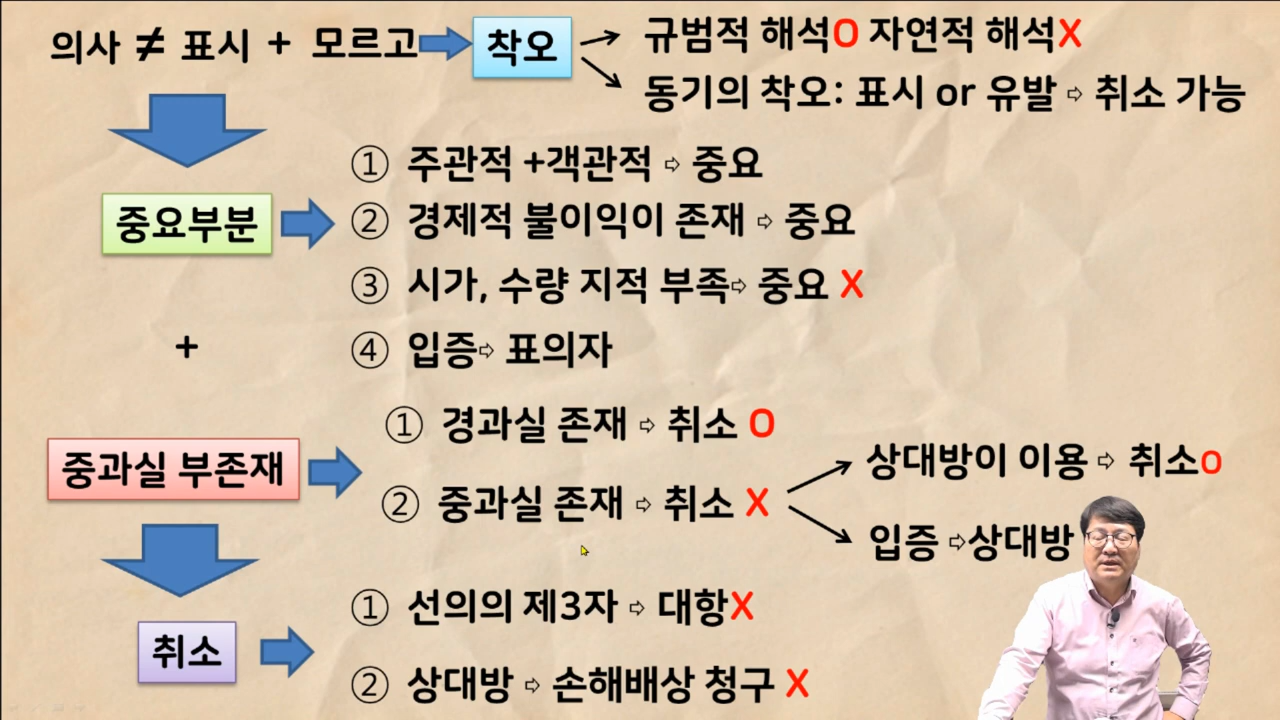 의사 ≠ 표시 + 모르고 ➡ 착오
규범적 해석O 자연적 해석X
동기의 착오: 표시 or 유발 ⇨ 취소 가능
중요부분
① 주관적 +객관적 ⇨ 중요
② 경제적 불이익이 존재 ⇨ 중요
③ 시가, 수량 지적 부족⇨ 중요 X
④ 입증⇨ 표의자
+
중과실 부존재
① 경과실 존재 ⇨ 취소 O
② 중과실 존재 ⇨ 취소 X
상대방이 이용 ⇨ 취소o
입증 ⇨상대방
취소
① 선의의 제3자 ⇨ 대항X
② 상대방 ⇨ 손해배상 청구 X